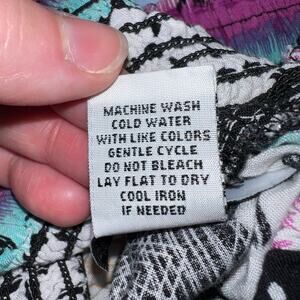 MACHINE WASH
COLD WATER
WITH LIKE COLORS
GENTLE CYCLE
DO NOT BLEACH
LAY FLAT TO DRY
COOL IRON
IF NEEDED